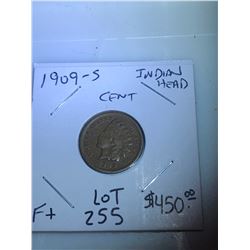 1909-S INDIAN HEAD
CENT
F+
LOT 255
$450.00